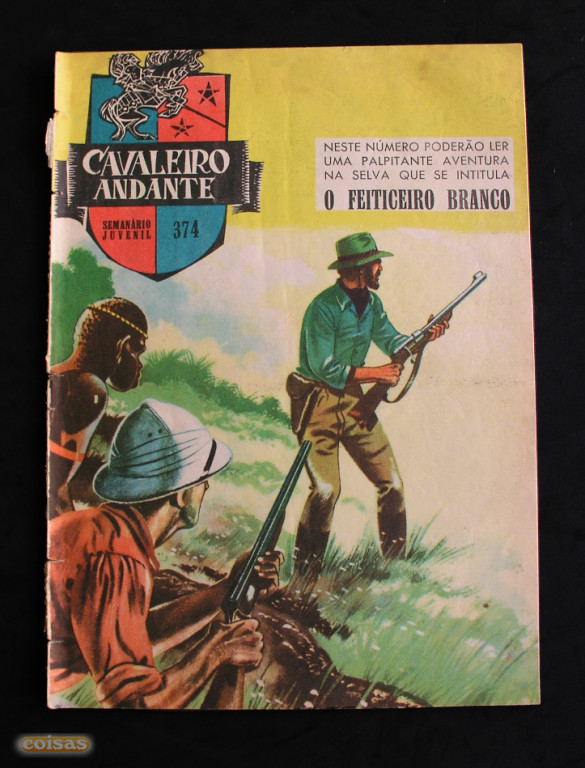 CAVALEIRO
ANDANTE
SEMANÁRIO
JUVENIL
374
NESTE NÚMERO PODERÃO LER
UMA PALPITANTE AVENTURA
NA SELVA QUE SE INTITULA
O FEITICEIRO BRANCO
coisas